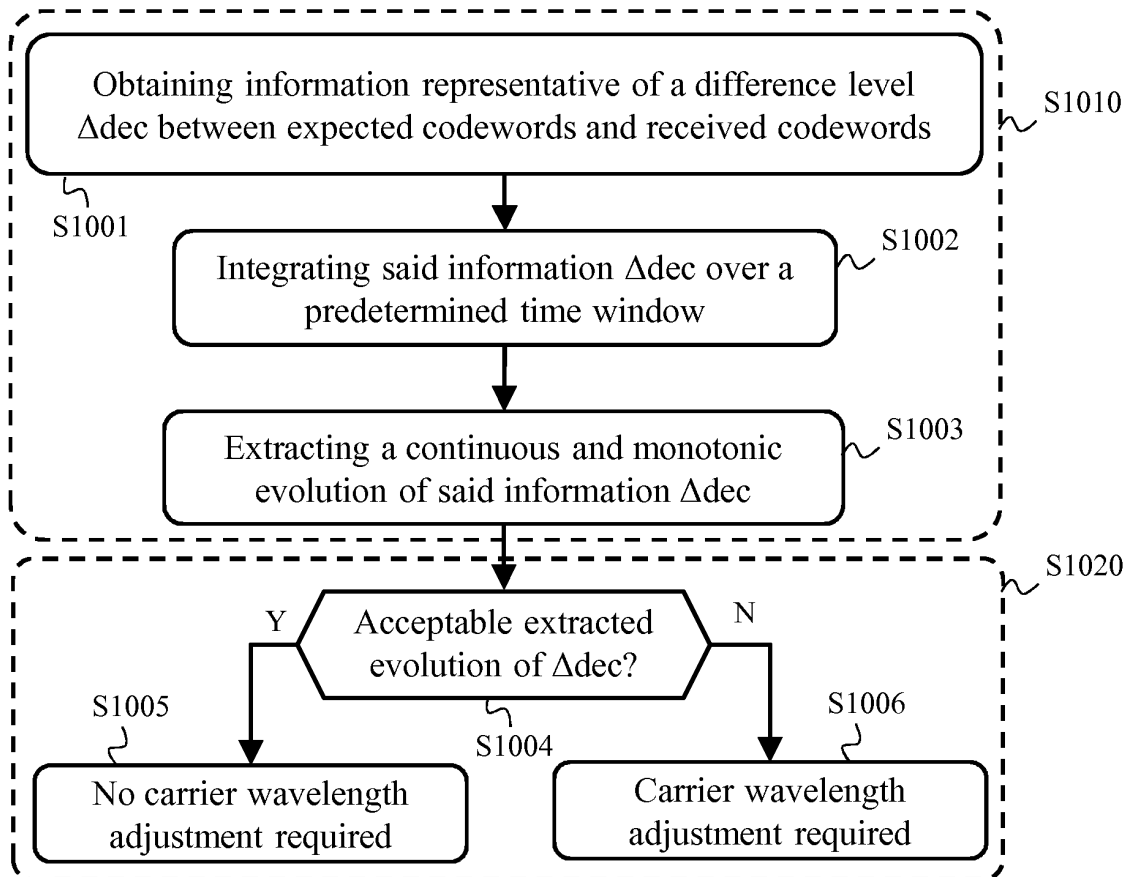 Obtaining information representative of a difference level
Δdec between expected codewords and received codewords
S1010
S1001
S1002
Integrating said information Δdec over a
predetermined time window
S1003
Extracting a continuous and monotonic
evolution of said information Δdec
S1020
Y
N
Acceptable extracted
evolution of Δdec?
S1005
S1004
S1006
No carrier wavelength
adjustment required
Carrier wavelength
adjustment required